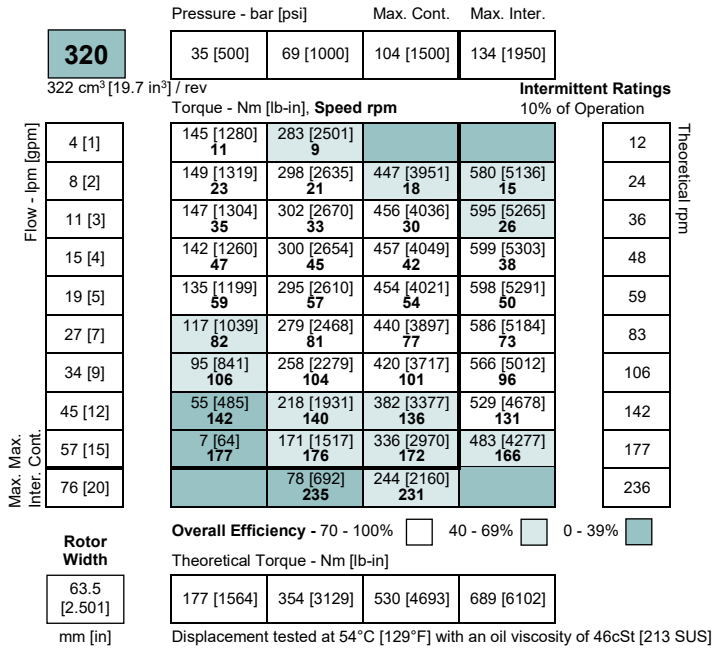 Pressure - bar [psi] Max. Cont. Max. Inter.
320 35 [500] 69 [1000] 104 [1500] 134 [1950]
322 cm³ [19.7 in³] / rev
Intermittent Ratings
Torque - Nm [lb-in], Speed rpm 10% of Operation
Flow - lpm [gpm]
Theoretical rpm
4 [1] 145 [1280] 283 [2501] 12
11 9
8 [2] 149 [1319] 298 [2635] 447 [3951] 580 [5136] 24
23 21 18 15
11 [3] 147 [1304] 302 [2670] 456 [4036] 595 [5265] 36
35 33 30 26
15 [4] 142 [1260] 300 [2654] 457 [4049] 599 [5303] 48
47 45 42 38
19 [5] 135 [1199] 295 [2610] 454 [4021] 598 [5291] 59
59 57 54 50
27 [7] 117 [1039] 279 [2468] 440 [3897] 586 [5184] 83
82 81 77 73
34 [9] 95 [841] 258 [2279] 420 [3717] 566 [5012] 106
106 104 101 96
45 [12] 55 [485] 218 [1931] 382 [3377] 529 [4678] 142
142 140 136 131
Max. Max.
Inter. Cont.
57 [15] 7 [64] 171 [1517] 336 [2970] 483 [4277] 177
177 176 172 166
76 [20] 78 [692] 244 [2160] 236
235 231
Overall Efficiency - 70 - 100% 40 - 69% 0 - 39%
Rotor
Width
Theoretical Torque - Nm [lb-in]
63.5
[2.501]
177 [1564] 354 [3129] 530 [4693] 689 [6102]
mm [in] Displacement tested at 54°C [129°F] with an oil viscosity of 46cSt [213 SUS]